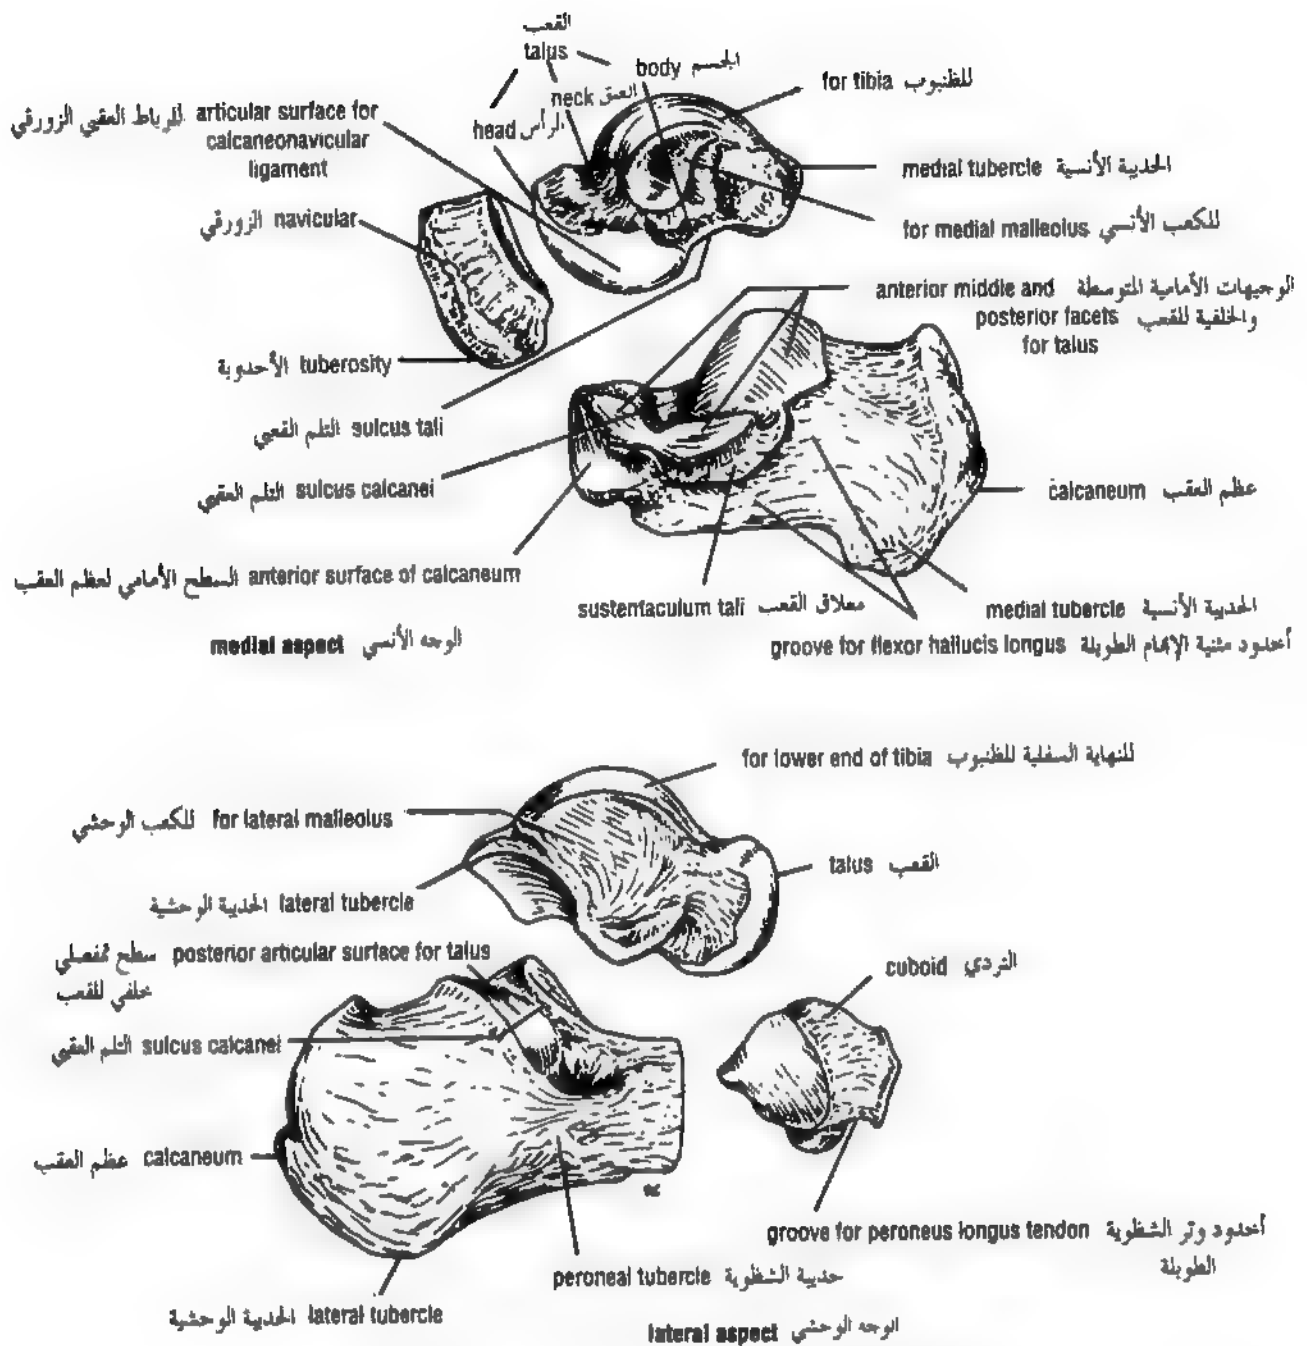 القعب
talus
body الجسم
neck العنق
head الرأس
for tibia للظنبوب
للرباط العقبي الزورقي articular surface for
calcaneonavicular
ligament
medial tubercle الحديبة الأنسية
الزورقي navicular
for medial malleolus للكعب الأنسي
anterior middle and الوجيهات الأمامية المتوسطة
posterior facets والخلفية للقعب
for talus
الأحدوبة tuberosity
التلم القعبي sulcus tali
التلم العقبي sulcus calcanei
calcaneum عظم العقب
السطح الأمامي لعظم العقب anterior surface of calcaneum
sustentaculum tali معلاق القعب
medial tubercle الحديبة الأنسية
medial aspect الوجه الأنسي
groove for flexor hallucis longus أخدود مثنية الإبهام الطويلة
for lower end of tibia للنهاية السفلية للظنبوب
للكعب الوحشي for lateral malleolus
talus القعب
الحديبة الوحشية lateral tubercle
سطح تمفصلي posterior articular surface for talus
خلفي للقعب
cuboid النردي
التلم العقبي sulcus calcanei
عظم العقب calcaneum
groove for peroneus longus tendon أخدود وتر الشظوية
الطويلة
peroneal tubercle حديبة الشظوية
الحديبة الوحشية lateral tubercle
lateral aspect الوجه الوحشي